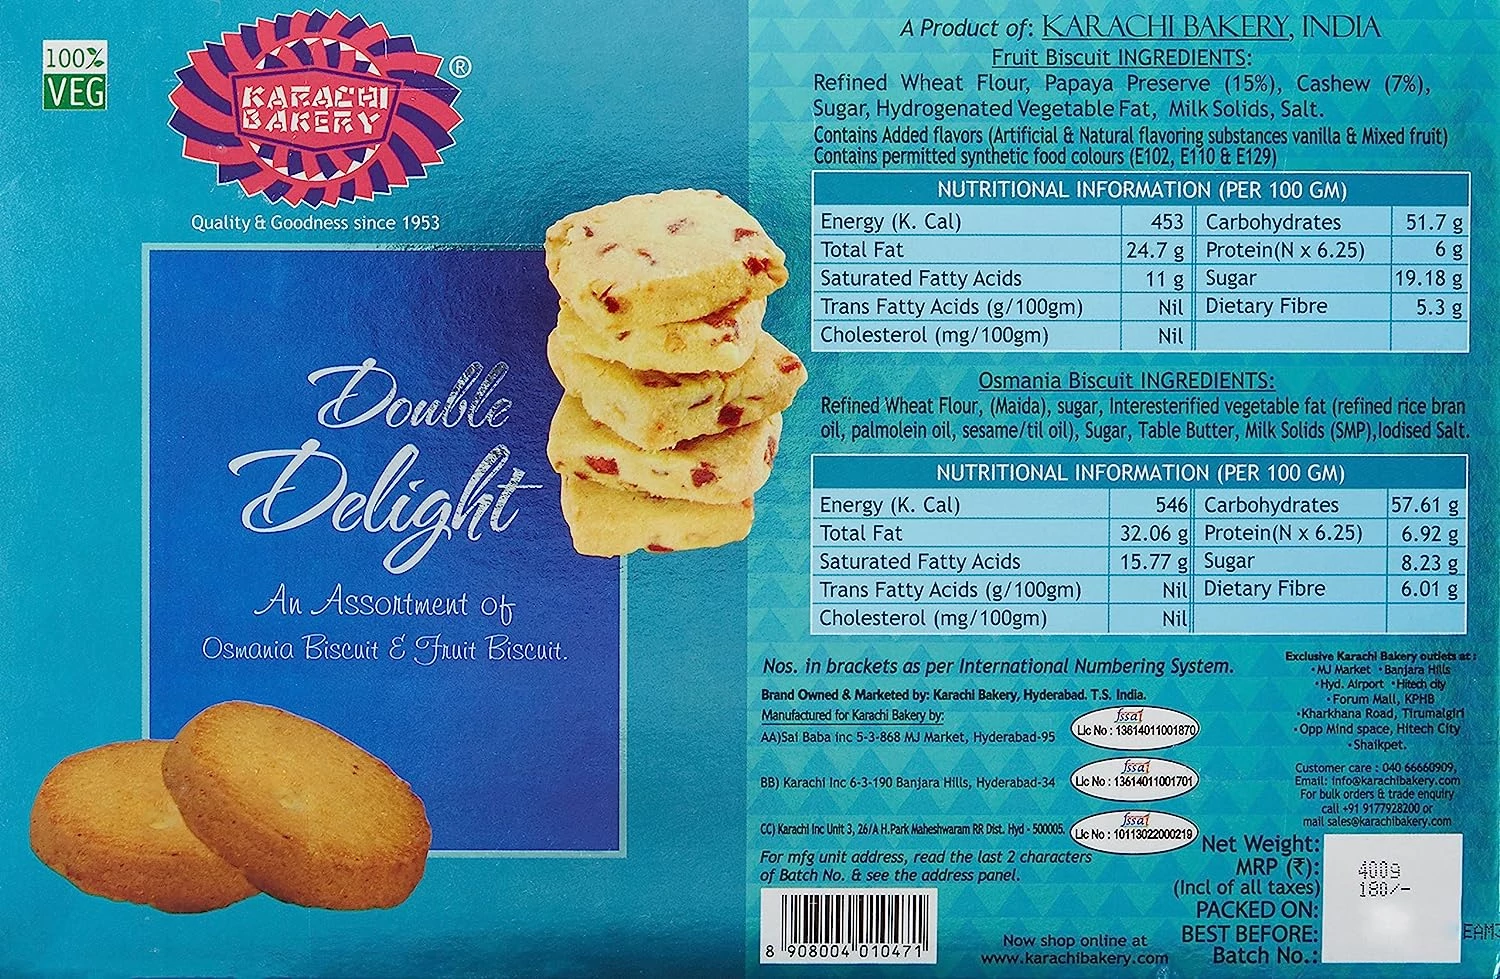 100%
VEG
KARACHI
BAKERY
®
Quality & Goodness since 1953
Double
Delight
An Assortment of
Osmania Biscuit & Fruit Biscuit.
A Product of: KARACHI BAKERY, INDIA
Fruit Biscuit INGREDIENTS:
Refined Wheat Flour, Papaya Preserve (15%), Cashew (7%),
Sugar, Hydrogenated Vegetable Fat, Milk Solids, Salt.
Contains Added flavors (Artificial & Natural flavoring substances vanilla & Mixed fruit)
Contains permitted synthetic food colours (E102, E110 & E129)
NUTRITIONAL INFORMATION (PER 100 GM)
Energy (K. Cal) 453 Carbohydrates 51.7 g
Total Fat 24.7 g Protein(N x 6.25) 6 g
Saturated Fatty Acids 11 g Sugar 19.18 g
Trans Fatty Acids (g/100gm) Nil Dietary Fibre 5.3 g
Cholesterol (mg/100gm) Nil
Osmania Biscuit INGREDIENTS:
Refined Wheat Flour, (Maida), sugar, Interesterified vegetable fat (refined rice bran
oil, palmolein oil, sesame/til oil), Sugar, Table Butter, Milk Solids (SMP),Iodised Salt.
NUTRITIONAL INFORMATION (PER 100 GM)
Energy (K. Cal) 546 Carbohydrates 57.61 g
Total Fat 32.06 g Protein(N x 6.25) 6.92 g
Saturated Fatty Acids 15.77 g Sugar 8.23 g
Trans Fatty Acids (g/100gm) Nil Dietary Fibre 6.01 g
Cholesterol (mg/100gm) Nil
Nos. in brackets as per International Numbering System.
Brand Owned & Marketed by: Karachi Bakery, Hyderabad. T.S. India.
Manufactured for Karachi Bakery by:
AA)Sai Baba inc 5-3-868 MJ Market, Hyderabad-95
fssai
Lic No : 13614011001870
BB) Karachi Inc 6-3-190 Banjara Hills, Hyderabad-34
fssai
Lic No : 13614011001701
CC) Karachi Inc Unit 3, 26/A H.Park Maheshwaram RR Dist. Hyd - 500005.
fssai
Lic No : 10113022000219
For mfg unit address, read the last 2 characters
of Batch No. & see the address panel.
8 908004 010471
Now shop online at
www.karachibakery.com
Exclusive Karachi Bakery outlets at :
•MJ Market •Banjara Hills
•Hyd. Airport •Hitech city
•Forum Mall, KPHB
•Kharkhana Road, Tirumalgiri
•Opp Mind space, Hitech City
•Shaikpet.
Customer care : 040 66660909,
Email: info@karachibakery.com
For bulk orders & trade enquiry
call +91 9177928200 or
mail sales@karachibakery.com
Net Weight: 400g
MRP (₹): 180/-
(Incl of all taxes)
PACKED ON:
BEST BEFORE:
Batch No.: